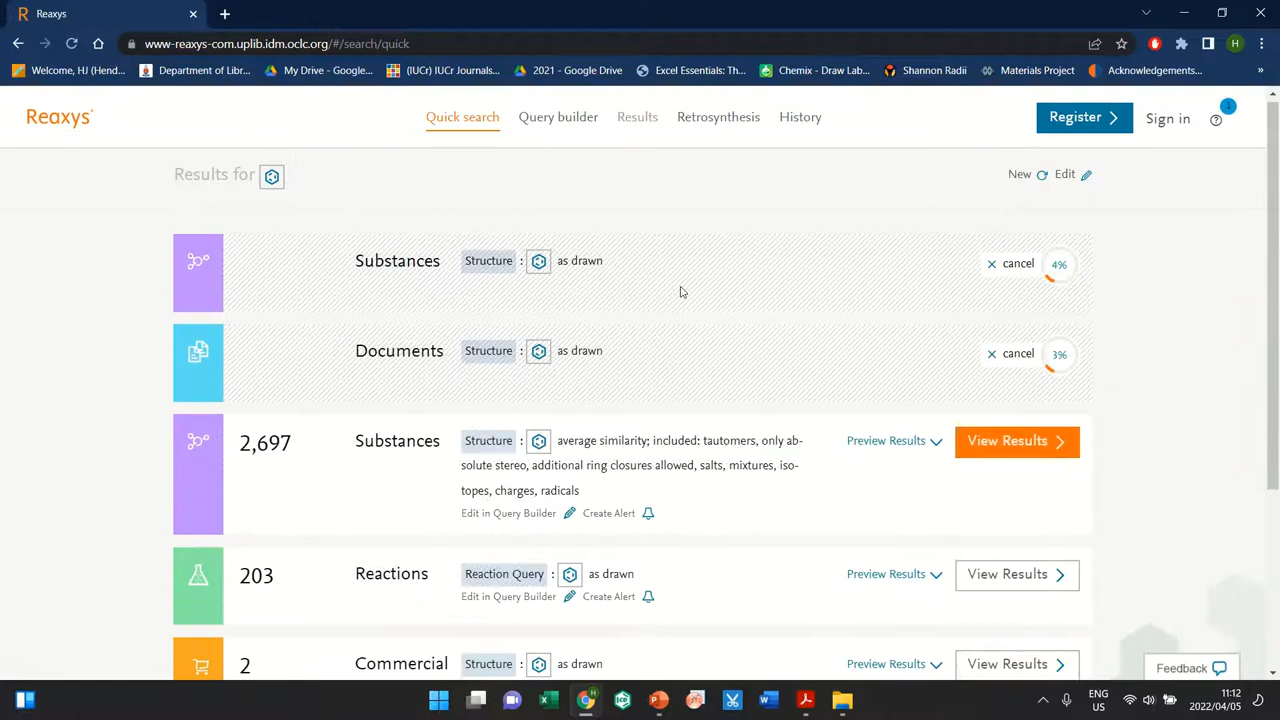 Reaxys
www-reaxys-com.uplib.idm.oclc.org/#/search/quick
H
Welcome, HJ (Hend...
Department of Libr...
My Drive - Google...
(IUCr) IUCr Journals...
2021 - Google Drive
Excel Essentials: Th...
Chemix - Draw Lab...
Shannon Radii
Materials Project
Acknowledgements...
»
Reaxys
Quick search
Query builder
Results
Retrosynthesis
History
Register
Sign in
1
Results for
New
Edit
Substances
Structure : as drawn
cancel
4%
Documents
Structure : as drawn
cancel
3%
2,697
Substances
Structure : average similarity; included: tautomers, only ab-
solute stereo, additional ring closures allowed, salts, mixtures, iso-
topes, charges, radicals
Edit in Query Builder
Create Alert
Preview Results
View Results
203
Reactions
Reaction Query : as drawn
Edit in Query Builder
Create Alert
Preview Results
View Results
2
Commercial
Structure : as drawn
Preview Results
View Results
Feedback
ENG
US
11:12
2022/04/05